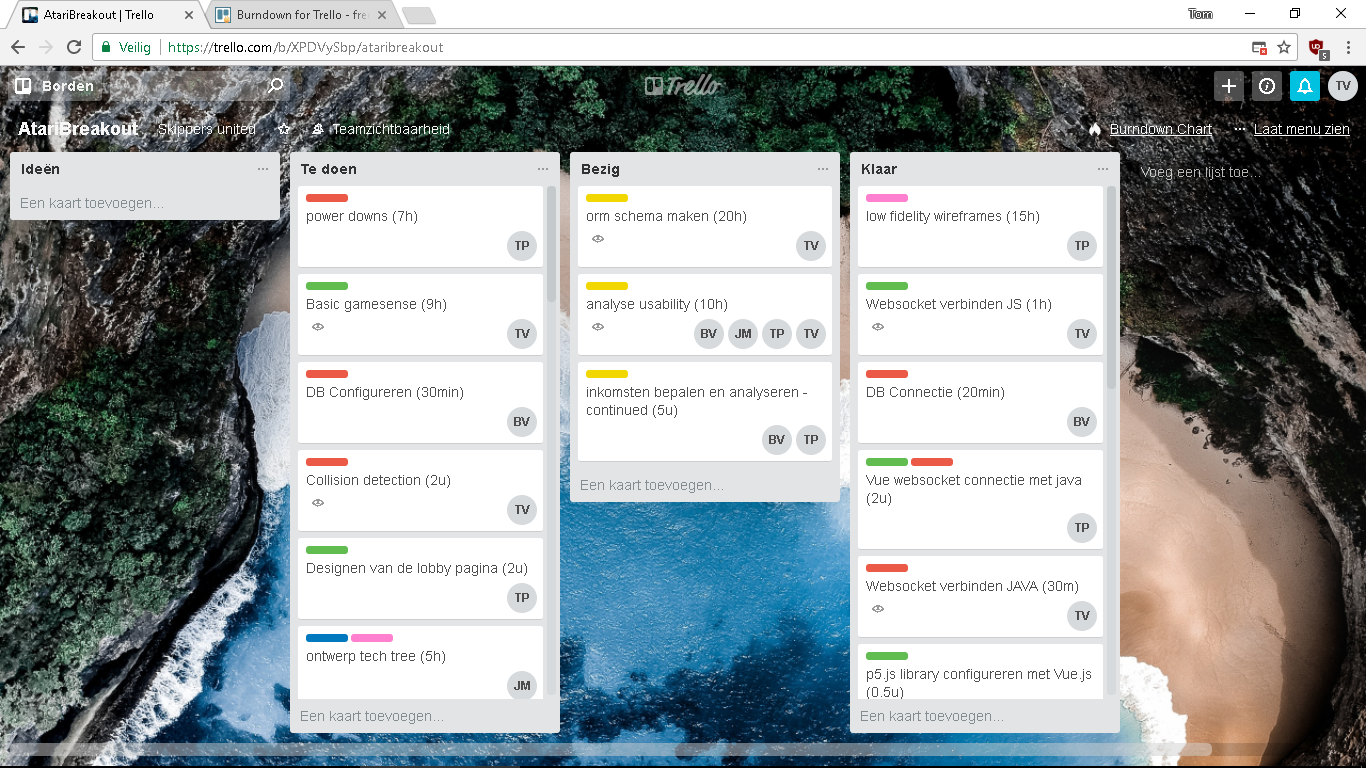 AtariBreakout | Trello
Burndown for Trello - fre
Tom
Veilig
https://trello.com/b/XPDVySbp/ataribreakout
5
Borden
Trello
TV
AtariBreakout
Skippers united
Teamzichtbaarheid
Burndown Chart
Laat menu zien
Ideën
Een kaart toevoegen...
Te doen
power downs (7h)
TP
Basic gamesense (9h)
TV
DB Configureren (30min)
BV
Collision detection (2u)
TV
Designen van de lobby pagina (2u)
TP
ontwerp tech tree (5h)
JM
Een kaart toevoegen...
Bezig
orm schema maken (20h)
TV
analyse usability (10h)
BV JM TP TV
inkomsten bepalen en analyseren -
continued (5u)
BV TP
Een kaart toevoegen...
Klaar
low fidelity wireframes (15h)
TP
Websocket verbinden JS (1h)
TV
DB Connectie (20min)
BV
Vue websocket connectie met java
(2u)
TP
Websocket verbinden JAVA (30m)
TV
p5.js library configureren met Vue.js
(0.5u)
Een kaart toevoegen...
Voeg een lijst toe...